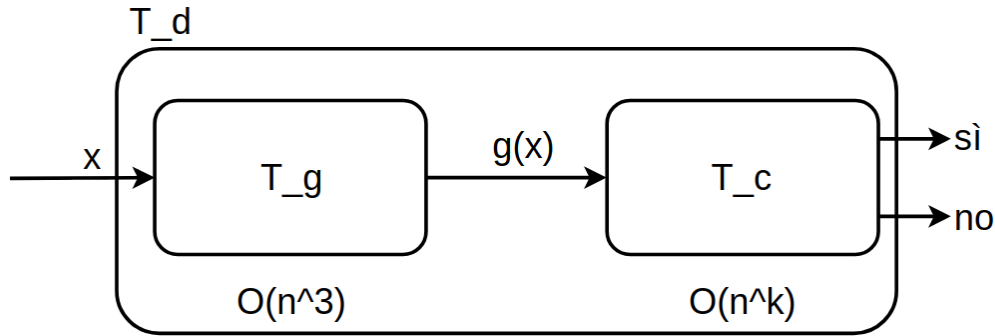 T_d
x
T_g
g(x)
T_c
sì
no
O(n^3)
O(n^k)